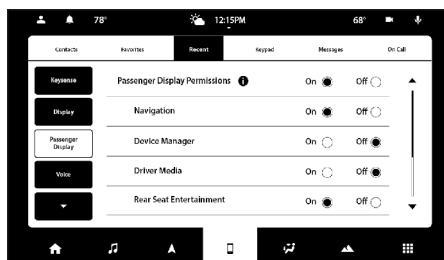 78° 12:15PM 68°
Contacts Favorites Recent Keypad Messages On Call
Keysense
Passenger Display Permissions i On Off
Display
Navigation On Off
Passenger
Display
Device Manager On Off
Voice
Driver Media On Off
Rear Seat Entertainment On Off